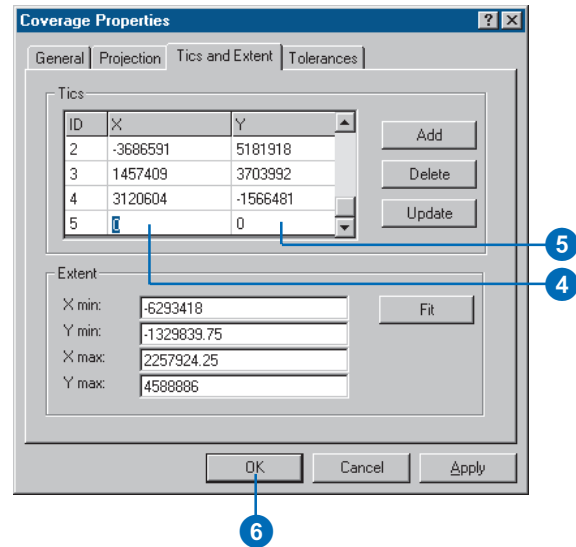 Coverage Properties
General Projection Tics and Extent Tolerances
Tics
ID X Y
2 -3686591 5181918
3 1457409 3703992
4 3120604 -1566481
5 0 0
Add
Delete
Update
5
4
Extent
X min: -6293418
Y min: -1329839.75
X max: 2257924.25
Y max: 4588886
Fit
OK Cancel Apply
6